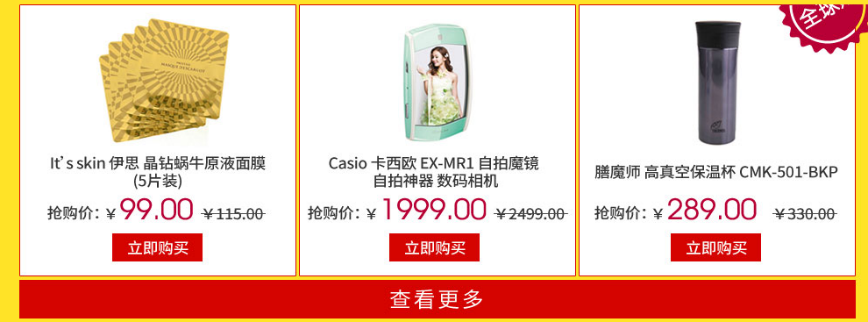 全球
It's skin 伊思 晶钻蜗牛原液面膜
(5片装)
抢购价：￥99.00 ￥115.00
立即购买
Casio 卡西欧 EX-MR1 自拍魔镜
自拍神器 数码相机
抢购价：￥1999.00 ￥2499.00
立即购买
膳魔师 高真空保温杯 CMK-501-BKP
抢购价：￥289.00 ￥330.00
立即购买
查看更多